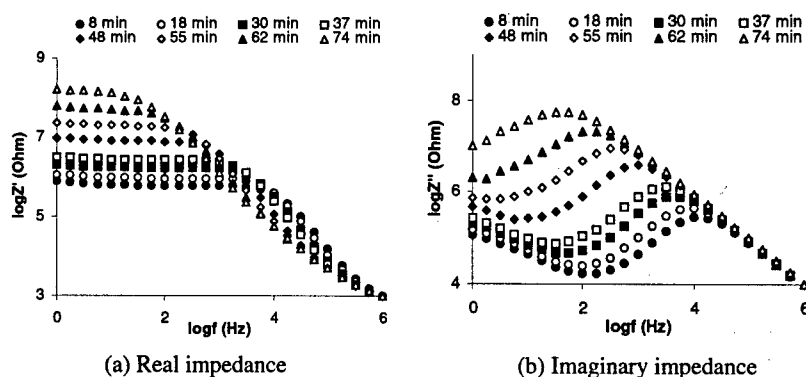 ● 8 min ○ 18 min ■ 30 min □ 37 min
◆ 48 min ◇ 55 min ▲ 62 min △ 74 min
9
7
5
3
logZ' (Ohm)
0 2 4 6
logf (Hz)
(a) Real impedance
● 8 min ○ 18 min ■ 30 min □ 37 min
◆ 48 min ◇ 55 min ▲ 62 min △ 74 min
8
6
4
logZ" (Ohm)
0 2 4 6
logf (Hz)
(b) Imaginary impedance